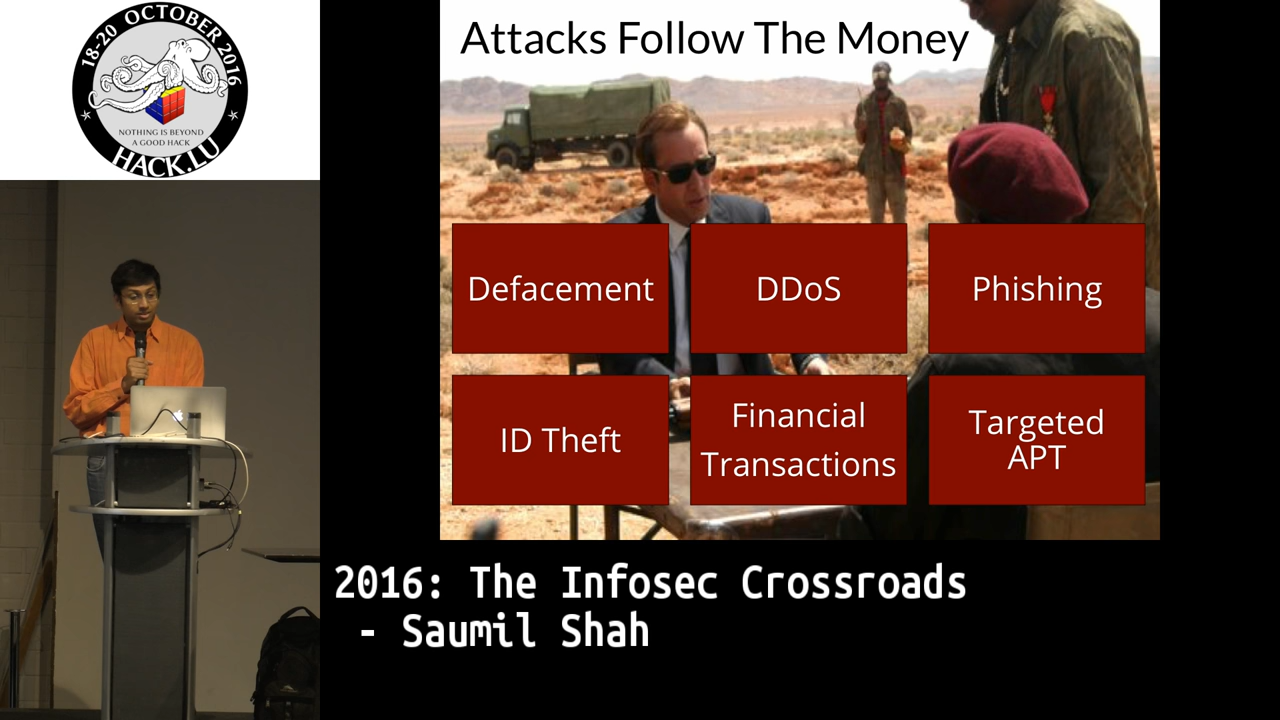 18-20 OCTOBER 2016
NOTHING IS BEYOND
A GOOD HACK
HACK.LU
Attacks Follow The Money
Defacement
DDoS
Phishing
ID Theft
Financial
Transactions
Targeted
APT
2016: The Infosec Crossroads
- Saumil Shah